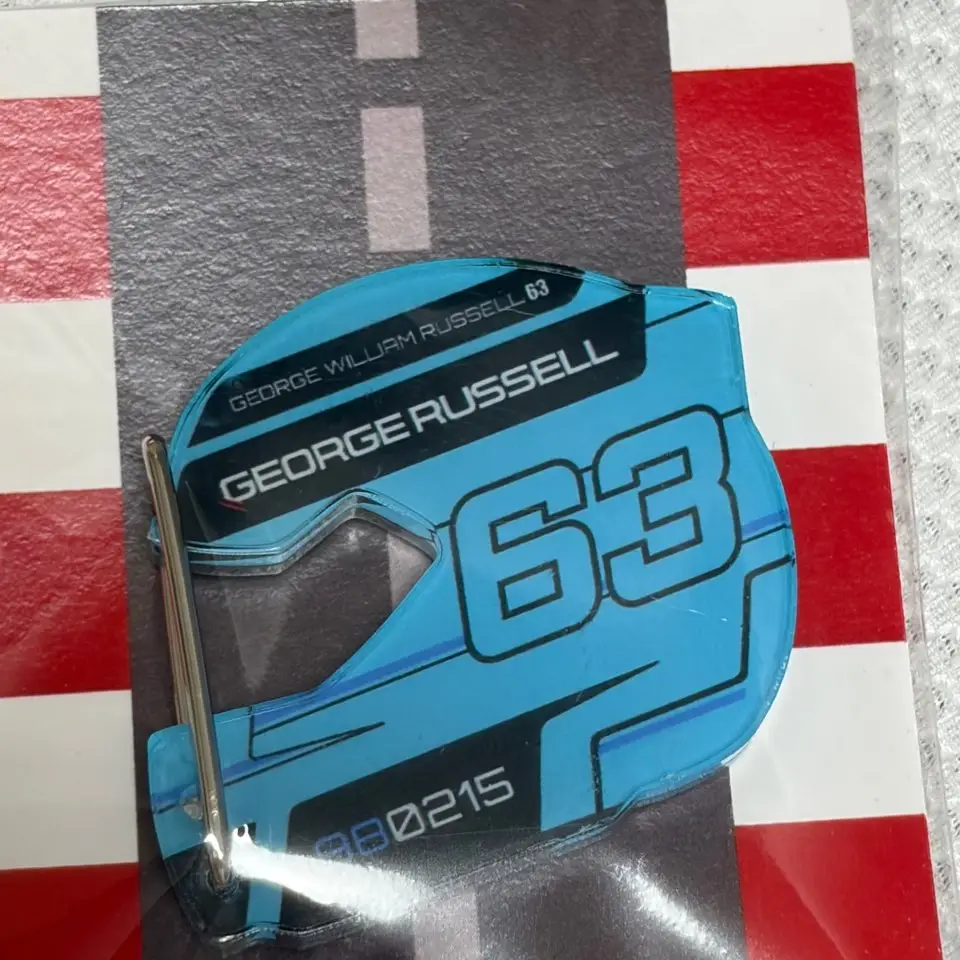 GEORGE WILLIAM RUSSELL 63
GEORGE RUSSELL
63
980215